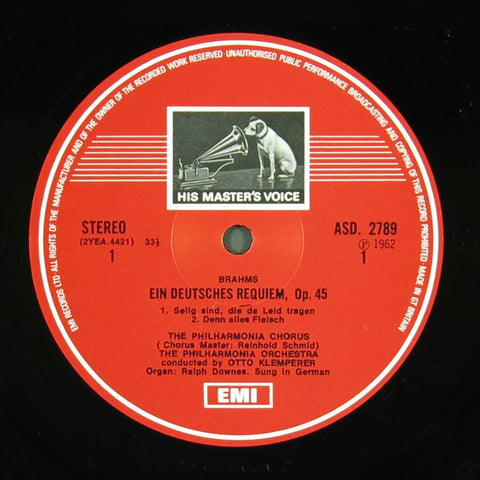 EMI RECORDS LTD ALL RIGHTS OF THE MANUFACTURER AND OF THE OWNER OF THE RECORDED WORK RESERVED · UNAUTHORISED PUBLIC PERFORMANCE BROADCASTING AND COPYING OF THIS RECORD PROHIBITED · MADE IN GT BRITAIN
HIS MASTER'S VOICE
STEREO
(2YEA.4421) 33⅓
1
ASD. 2789
Ⓟ 1962
1
BRAHMS
EIN DEUTSCHES REQUIEM, Op. 45
1. Selig sind, die da Leid tragen
2. Denn alles Fleisch
THE PHILHARMONIA CHORUS
( Chorus Master: Reinhold Schmid)
THE PHILHARMONIA ORCHESTRA
conducted by OTTO KLEMPERER
Organ: Ralph Downes. Sung in German
EMI